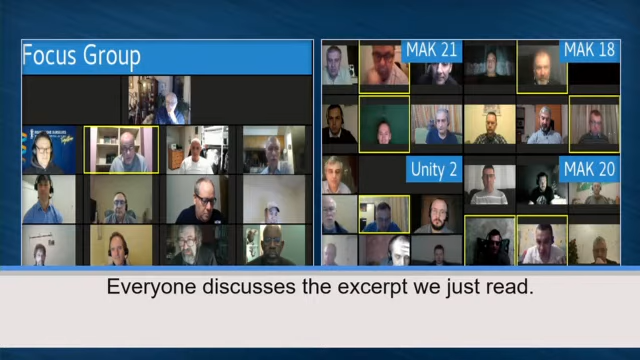 Focus Group
MAK 21
MAK 18
Unity 2
MAK 20
Everyone discusses the excerpt we just read.